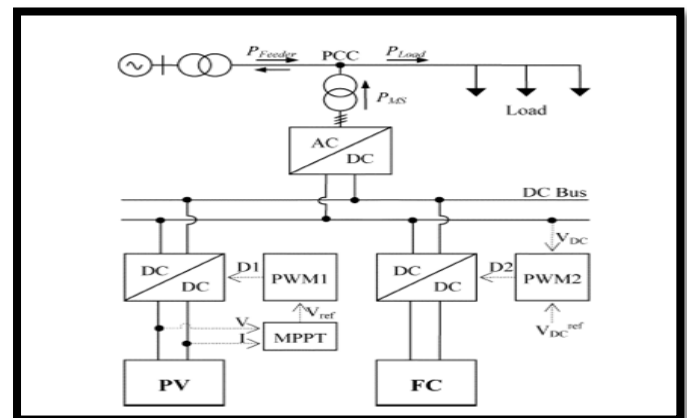 P_Feeder PCC P_Load
P_MS
Load
AC
DC
DC Bus
V_DC
DC
DC
D1
PWM1
DC
DC
D2
PWM2
V_ref
V
I
MPPT
V_DC^ref
PV
FC